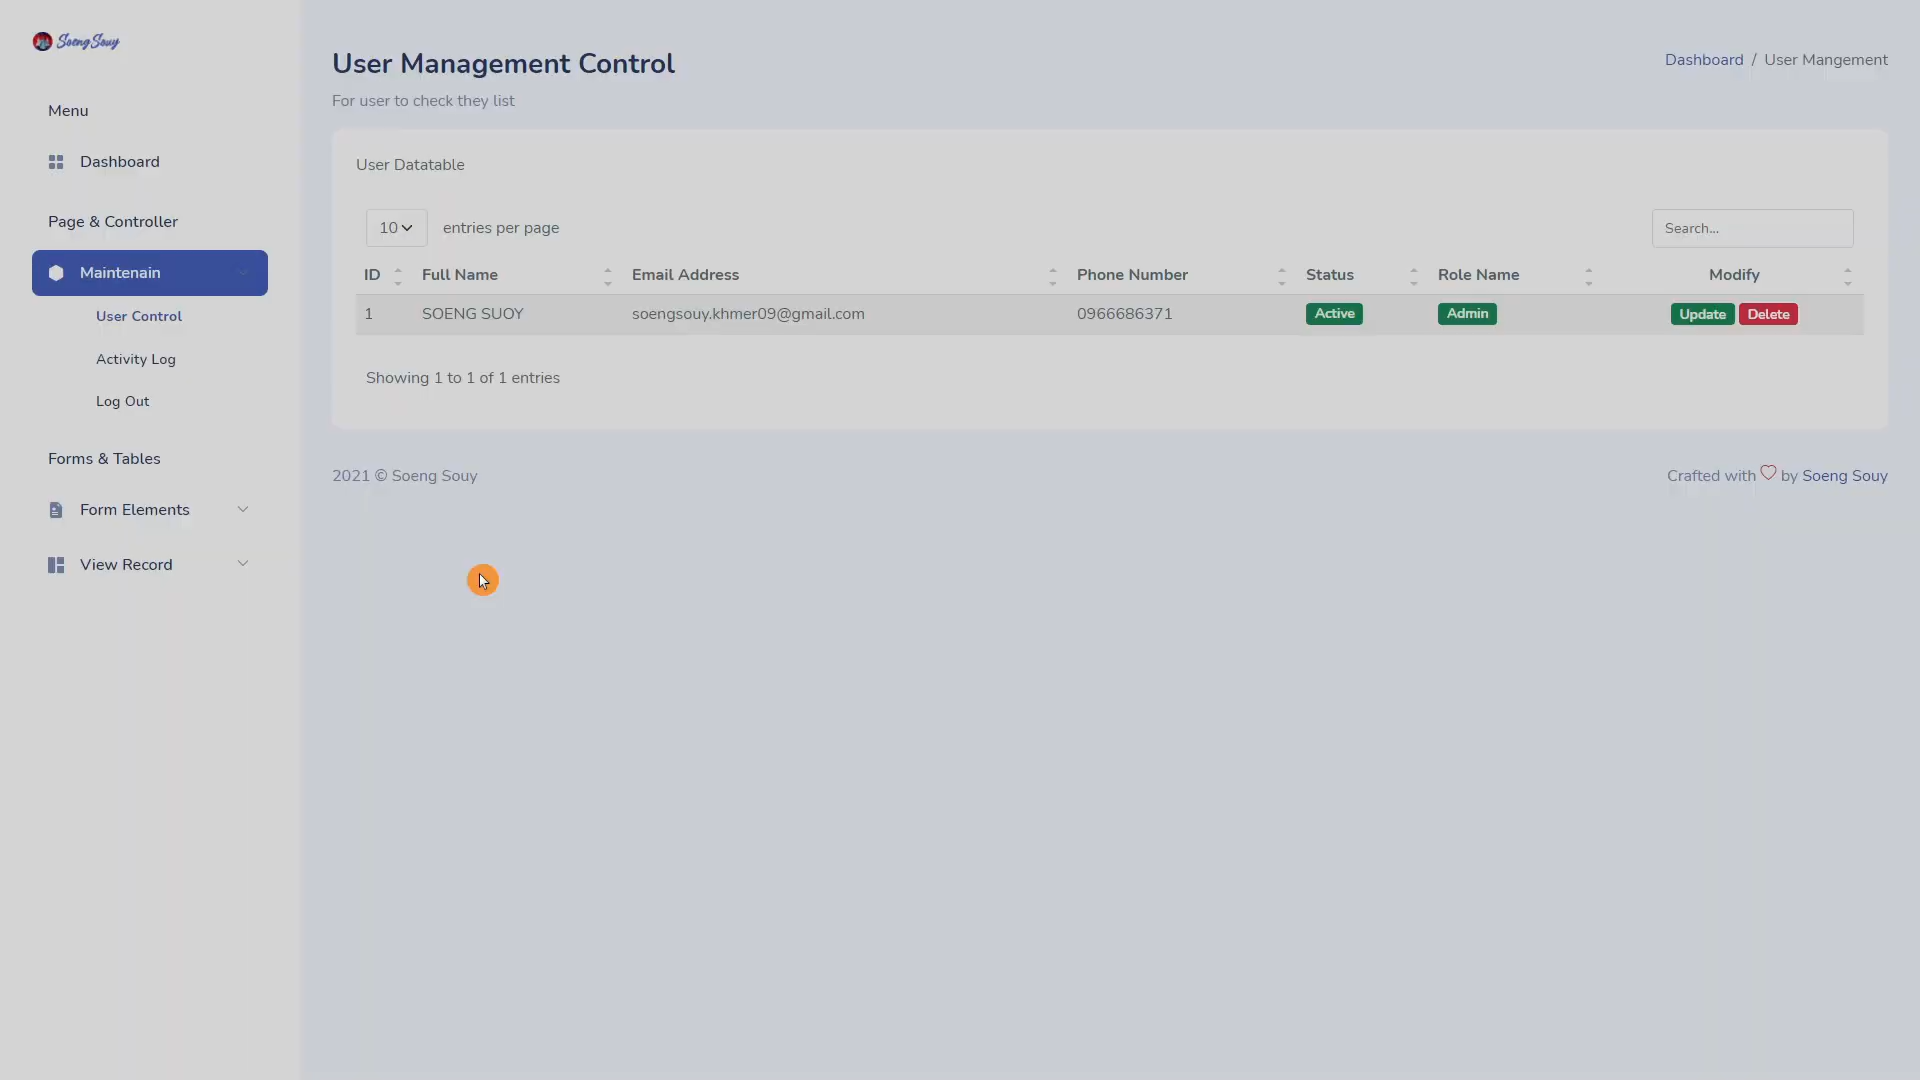 Soeng Souy
Menu
Dashboard
Page & Controller
Maintenain
User Control
Activity Log
Log Out
Forms & Tables
Form Elements
View Record
User Management Control
For user to check they list
Dashboard / User Mangement
User Datatable
10 entries per page
Search...
ID Full Name Email Address Phone Number Status Role Name Modify
1 SOENG SUOY soengsouy.khmer09@gmail.com 0966686371 Active Admin Update Delete
Showing 1 to 1 of 1 entries
2021 © Soeng Souy
Crafted with by Soeng Souy